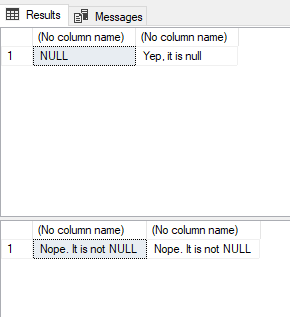 Results Messages
(No column name) (No column name)
1 NULL Yep, it is null
(No column name) (No column name)
1 Nope. It is not NULL Nope. It is not NULL